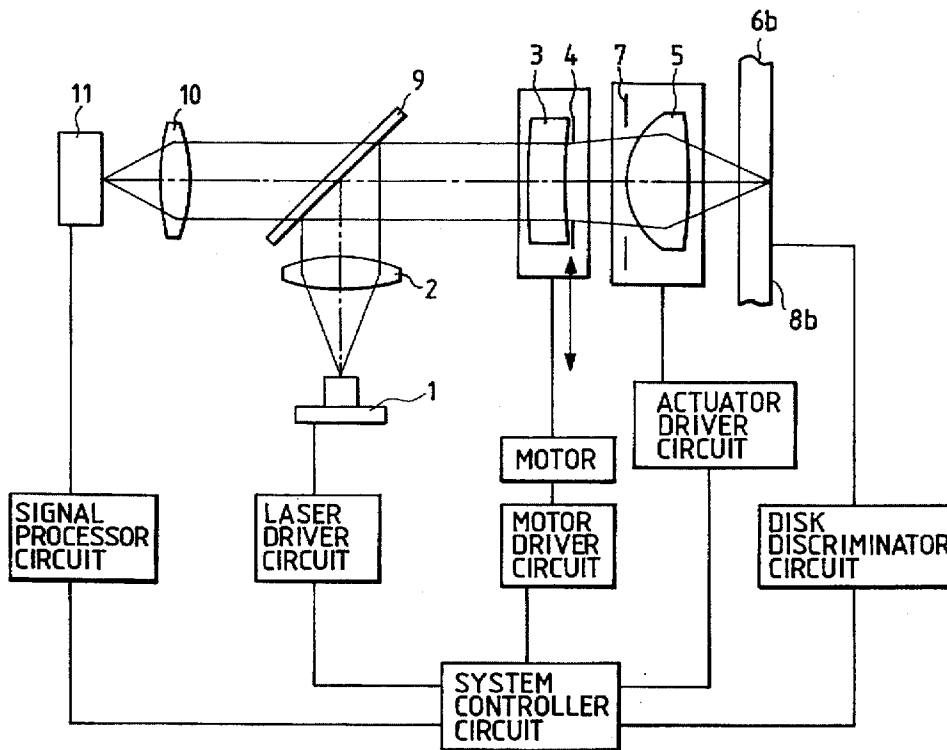 6b
3
4
7
5
9
10
11
2
8b
1
ACTUATOR
DRIVER
CIRCUIT
MOTOR
SIGNAL
PROCESSOR
CIRCUIT
LASER
DRIVER
CIRCUIT
MOTOR
DRIVER
CIRCUIT
DISK
DISCRIMINATOR
CIRCUIT
SYSTEM
CONTROLLER
CIRCUIT